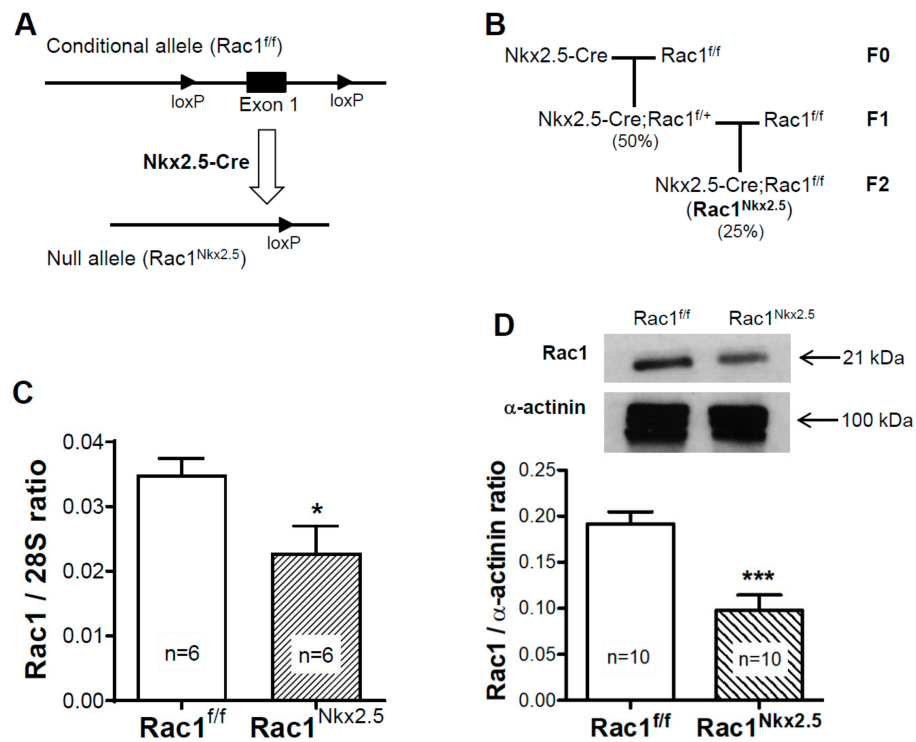 A
Conditional allele (Rac1f/f)
loxP
Exon 1
loxP
Nkx2.5-Cre
loxP
Null allele (Rac1Nkx2.5)
B
Nkx2.5-Cre Rac1f/f F0
Nkx2.5-Cre;Rac1f/+ Rac1f/f F1
(50%)
Nkx2.5-Cre;Rac1f/f F2
(Rac1Nkx2.5)
(25%)
C
Rac1 / 28S ratio
0.04
0.03
0.02
0.01
0.00
*
n=6
n=6
Rac1f/f Rac1Nkx2.5
D
Rac1f/f Rac1Nkx2.5
Rac1 21 kDa
α-actinin 100 kDa
Rac1 / α-actinin ratio
0.25
0.20
0.15
0.10
0.05
0.00
***
n=10
n=10
Rac1f/f Rac1Nkx2.5